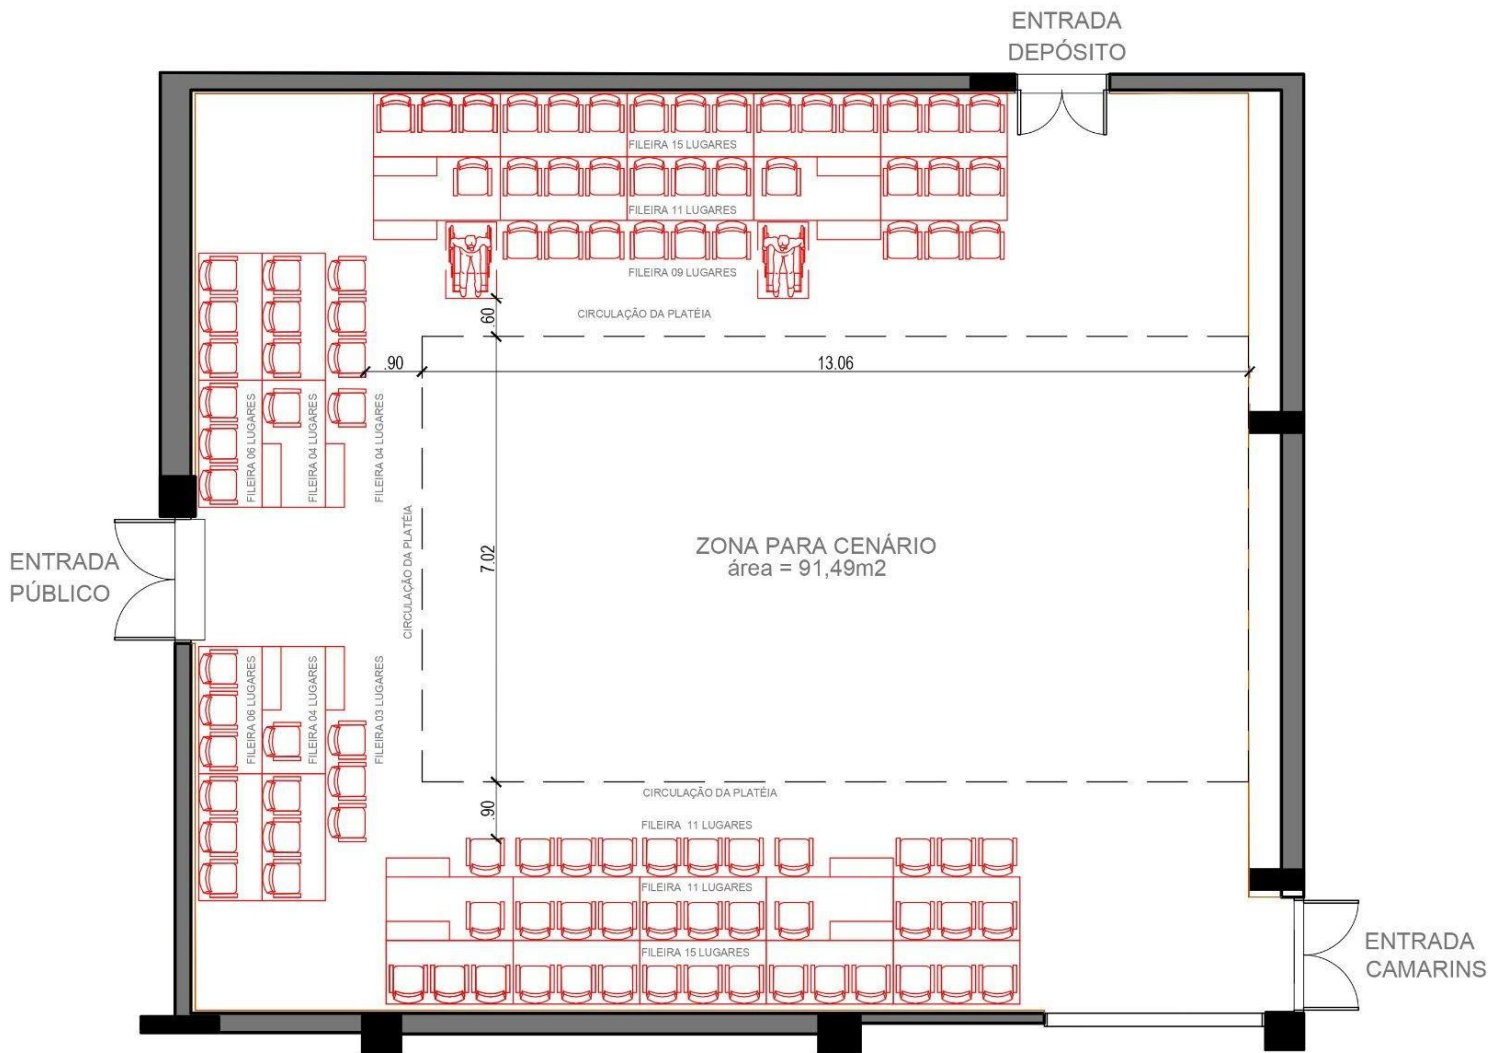 ENTRADA
DEPÓSITO
FILEIRA 15 LUGARES
FILEIRA 11 LUGARES
FILEIRA 09 LUGARES
CIRCULAÇÃO DA PLATÉIA
.60
.90
13.06
FILEIRA 06 LUGARES
FILEIRA 04 LUGARES
FILEIRA 04 LUGARES
CIRCULAÇÃO DA PLATÉIA
7.02
ZONA PARA CENÁRIO
área = 91,49m2
ENTRADA
PÚBLICO
FILEIRA 06 LUGARES
FILEIRA 04 LUGARES
FILEIRA 03 LUGARES
CIRCULAÇÃO DA PLATÉIA
.90
FILEIRA 11 LUGARES
FILEIRA 11 LUGARES
FILEIRA 15 LUGARES
ENTRADA
CAMARINS